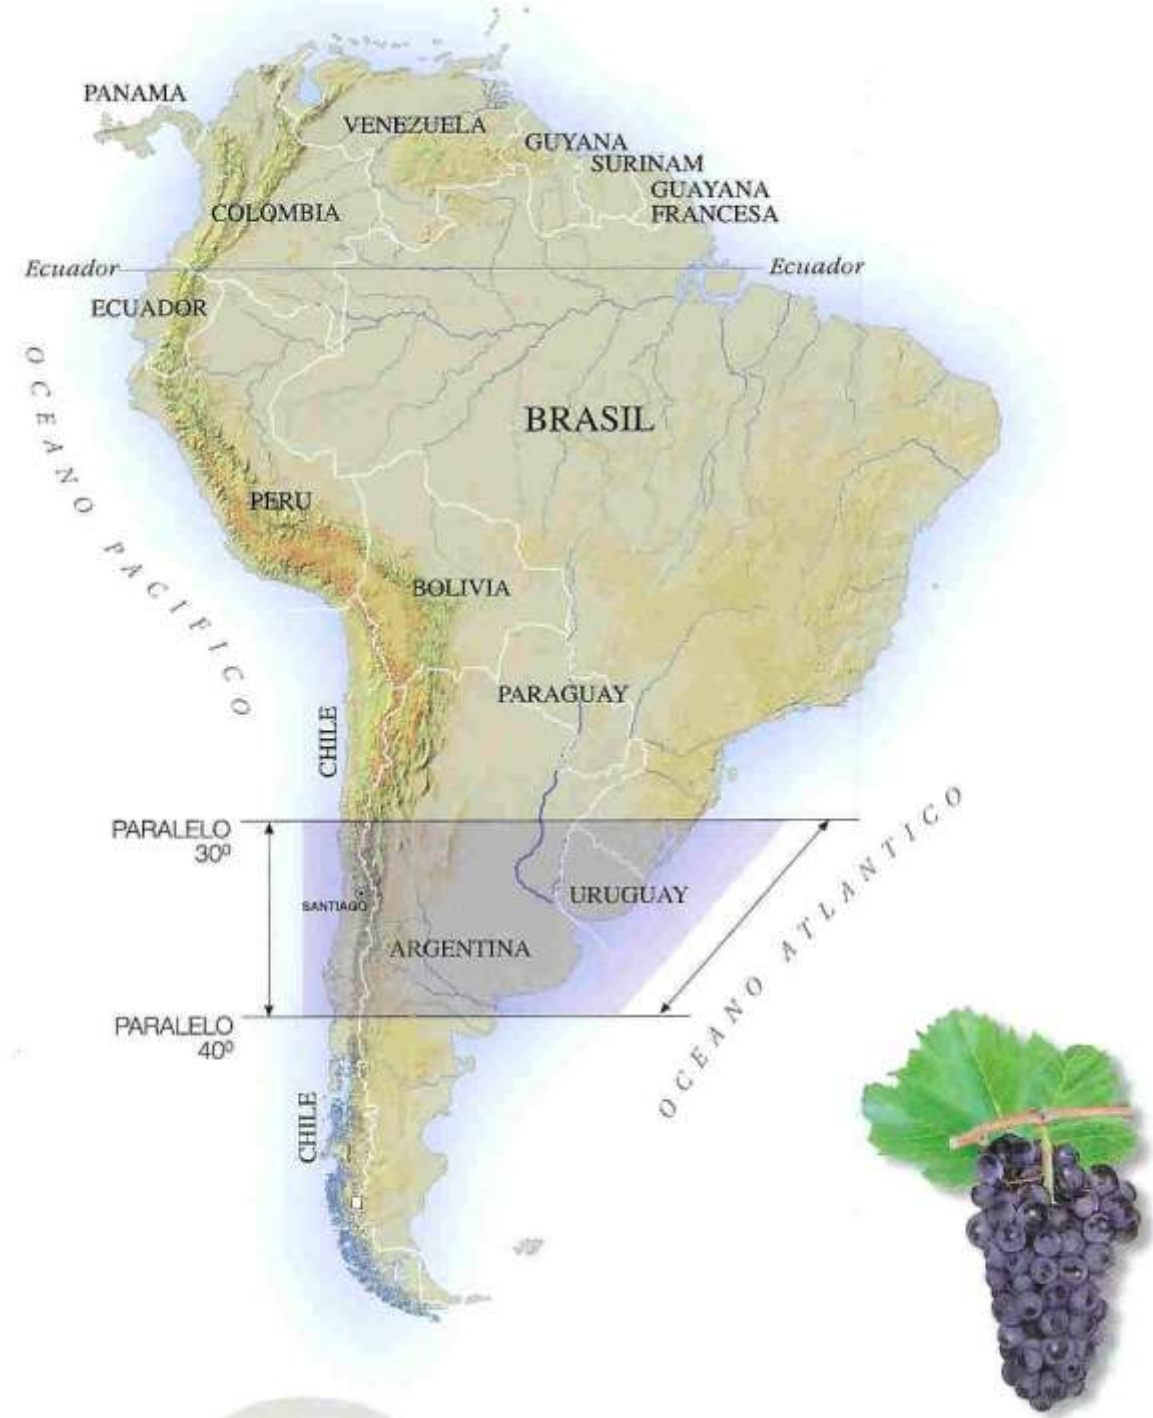 PANAMA
VENEZUELA
GUYANA
SURINAM
GUAYANA
FRANCESA
COLOMBIA
Ecuador
Ecuador
ECUADOR
OCEANO PACIFICO
BRASIL
PERU
BOLIVIA
PARAGUAY
CHILE
PARALELO
30º
SANTIAGO
URUGUAY
ARGENTINA
OCEANO ATLANTICO
PARALELO
40º
CHILE